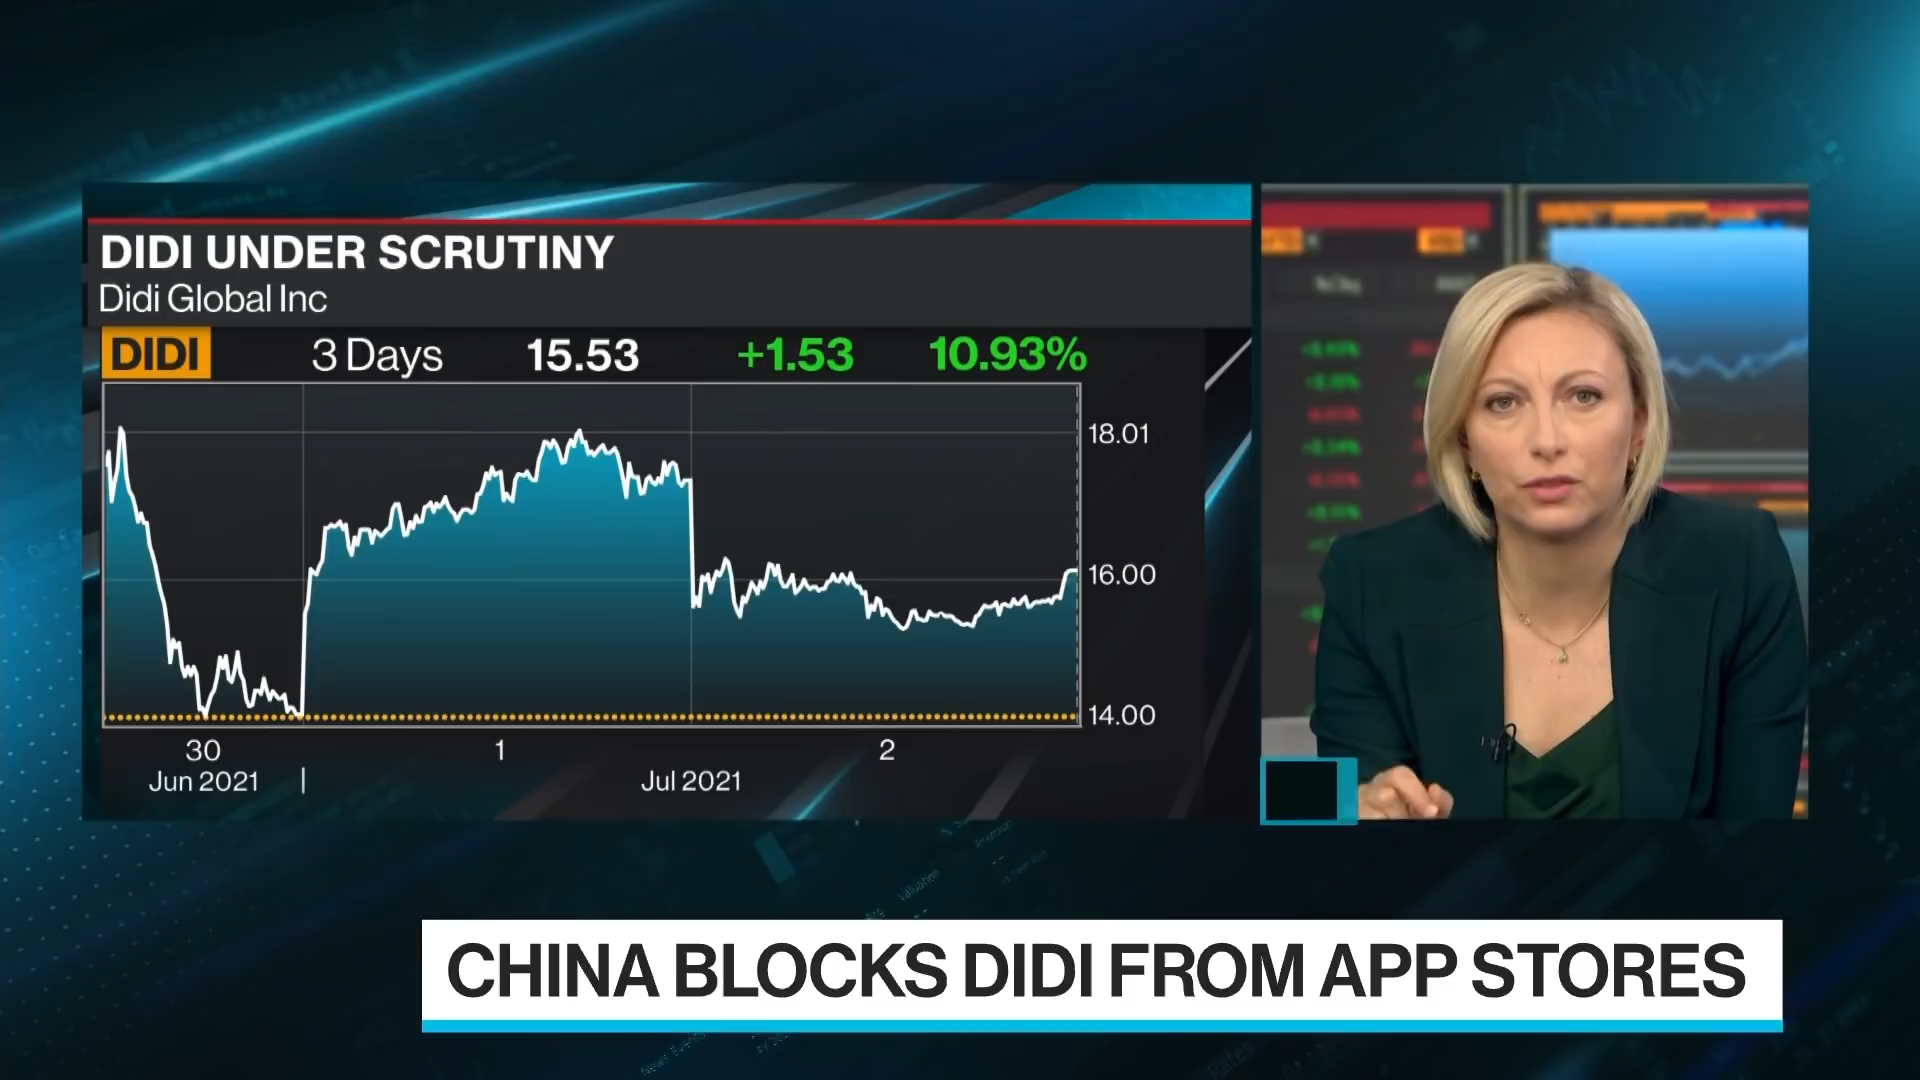 DIDI UNDER SCRUTINY
Didi Global Inc
DIDI 3 Days 15.53 +1.53 10.93%
18.01
16.00
14.00
30 1 2
Jun 2021 | Jul 2021
CHINA BLOCKS DIDI FROM APP STORES